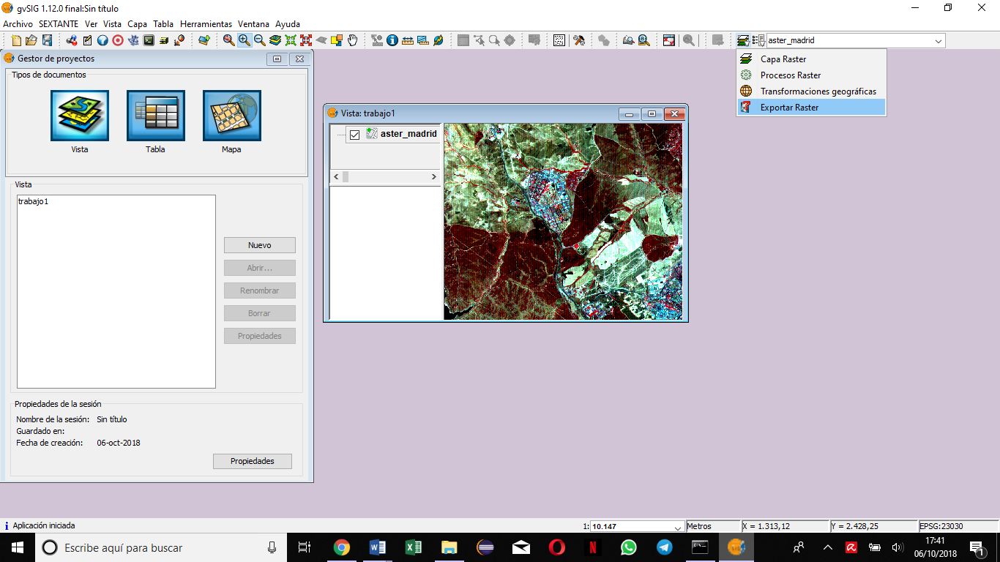 gvSIG 1.12.0 final:Sin título
Archivo SEXTANTE Ver Vista Capa Tabla Herramientas Ventana Ayuda
aster_madrid
Capa Raster
Procesos Raster
Transformaciones geográficas
Exportar Raster
Gestor de proyectos
Tipos de documentos
Vista
Tabla
Mapa
Vista
trabajo1
Nuevo
Abrir...
Renombrar
Borrar
Propiedades
Propiedades de la sesión
Nombre de la sesión: Sin título
Guardado en:
Fecha de creación: 06-oct-2018
Propiedades
Vista: trabajo1
aster_madrid
Aplicación iniciada
1: 10.147
Metros
X = 1.313,12
Y = 2.428,25
EPSG:23030
Escribe aquí para buscar
17:41
06/10/2018
1